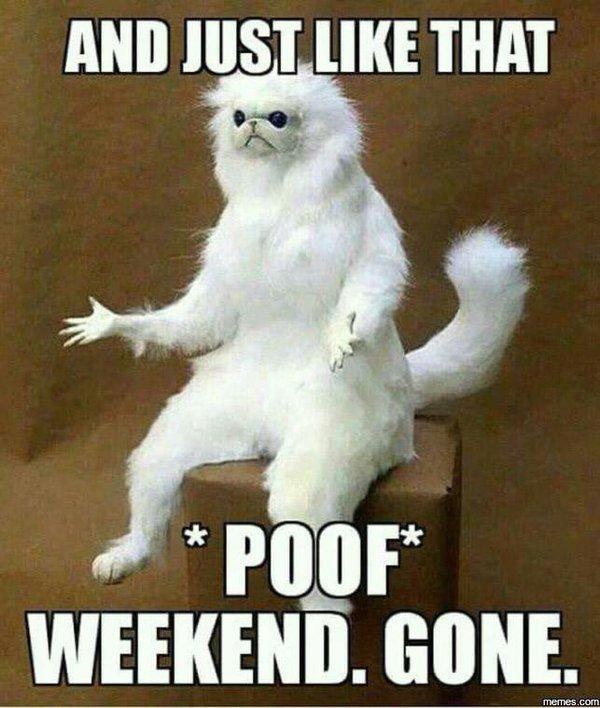 AND JUST LIKE THAT
*POOF*
WEEKEND. GONE.
memes.com